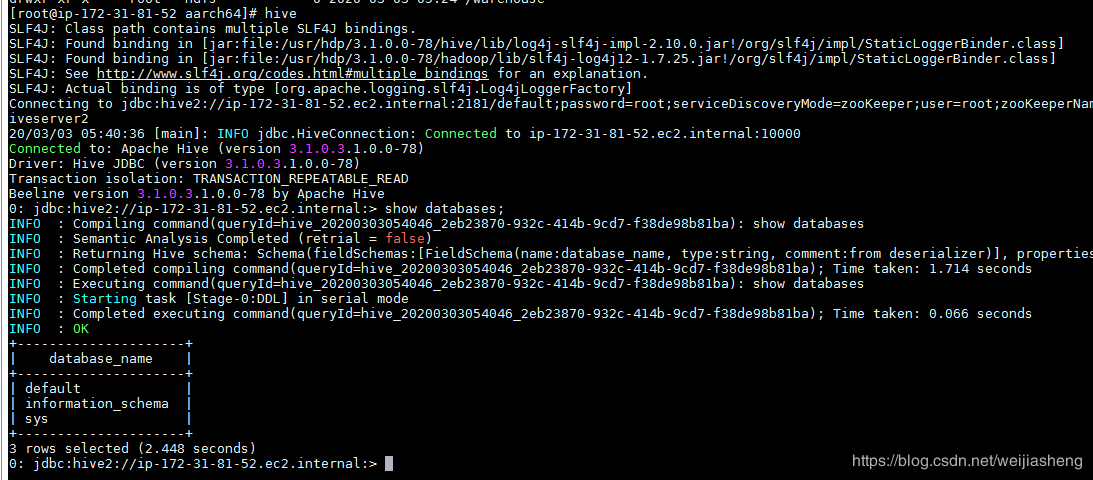 [root@ip-172-31-81-52 aarch64]# hive
SLF4J: Class path contains multiple SLF4J bindings.
SLF4J: Found binding in [jar:file:/usr/hdp/3.1.0.0-78/hive/lib/log4j-slf4j-impl-2.10.0.jar!/org/slf4j/impl/StaticLoggerBinder.class]
SLF4J: Found binding in [jar:file:/usr/hdp/3.1.0.0-78/hadoop/lib/slf4j-log4j12-1.7.25.jar!/org/slf4j/impl/StaticLoggerBinder.class]
SLF4J: See http://www.slf4j.org/codes.html#multiple_bindings for an explanation.
SLF4J: Actual binding is of type [org.apache.logging.slf4j.Log4jLoggerFactory]
Connecting to jdbc:hive2://ip-172-31-81-52.ec2.internal:2181/default;password=root;serviceDiscoveryMode=zooKeeper;user=root;zooKeeperNam
iveserver2
20/03/03 05:40:36 [main]: INFO jdbc.HiveConnection: Connected to ip-172-31-81-52.ec2.internal:10000
Connected to: Apache Hive (version 3.1.0.3.1.0.0-78)
Driver: Hive JDBC (version 3.1.0.3.1.0.0-78)
Transaction isolation: TRANSACTION_REPEATABLE_READ
Beeline version 3.1.0.3.1.0.0-78 by Apache Hive
0: jdbc:hive2://ip-172-31-81-52.ec2.internal:> show databases;
INFO  : Compiling command(queryId=hive_20200303054046_2eb23870-932c-414b-9cd7-f38de98b81ba): show databases
INFO  : Semantic Analysis Completed (retrial = false)
INFO  : Returning Hive schema: Schema(fieldSchemas:[FieldSchema(name:database_name, type:string, comment:from deserializer)], properties
INFO  : Completed compiling command(queryId=hive_20200303054046_2eb23870-932c-414b-9cd7-f38de98b81ba); Time taken: 1.714 seconds
INFO  : Executing command(queryId=hive_20200303054046_2eb23870-932c-414b-9cd7-f38de98b81ba): show databases
INFO  : Starting task [Stage-0:DDL] in serial mode
INFO  : Completed executing command(queryId=hive_20200303054046_2eb23870-932c-414b-9cd7-f38de98b81ba); Time taken: 0.066 seconds
INFO  : OK
+---------------------+
|    database_name    |
+---------------------+
| default             |
| information_schema  |
| sys                 |
+---------------------+
3 rows selected (2.448 seconds)
0: jdbc:hive2://ip-172-31-81-52.ec2.internal:>
https://blog.csdn.net/weijiasheng